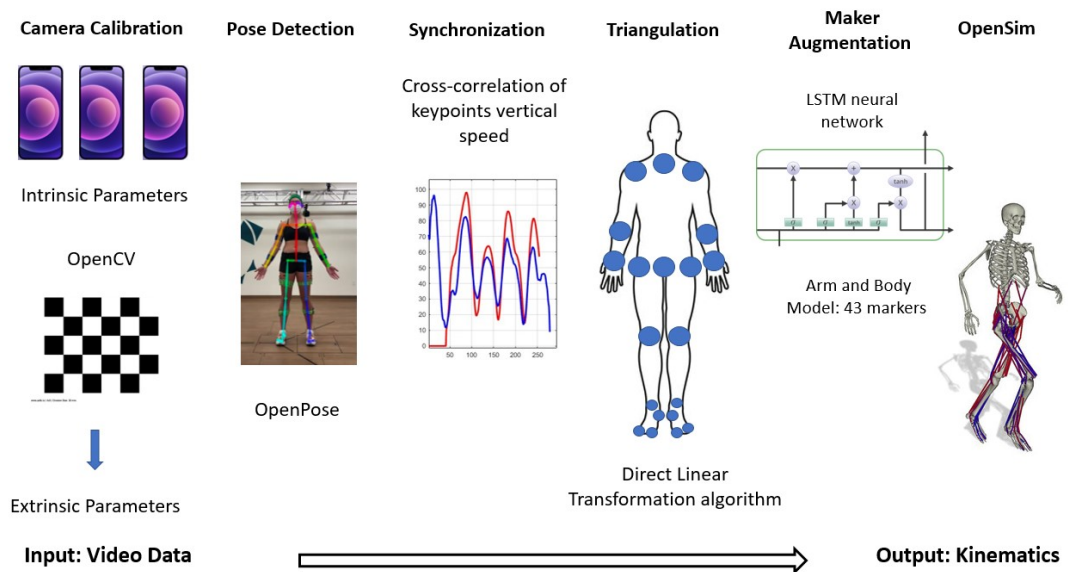 Camera Calibration
Intrinsic Parameters
OpenCV
Extrinsic Parameters
Pose Detection
OpenPose
Synchronization
Cross-correlation of
keypoints vertical
speed
100
90
80
70
60
50
40
30
20
10
0
50 100 150 200 250
Triangulation
Direct Linear
Transformation algorithm
Maker
Augmentation
LSTM neural
network
X
+
tanh
X
X
σ
σ
tanh
σ
Arm and Body
Model: 43 markers
OpenSim
Input: Video Data
Output: Kinematics